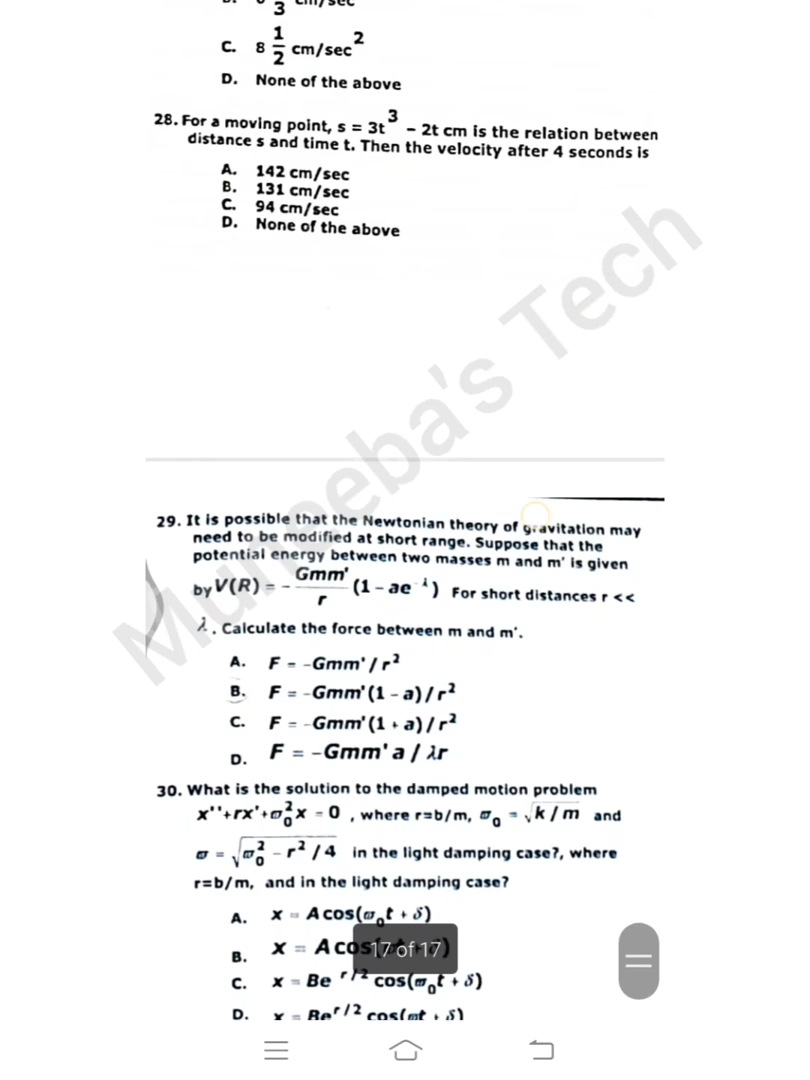 3
C. 8 1/2 cm/sec²
D. None of the above
28. For a moving point, s = 3t³ - 2t cm is the relation between
distance s and time t. Then the velocity after 4 seconds is
A. 142 cm/sec
B. 131 cm/sec
C. 94 cm/sec
D. None of the above
Muneeba's Tech
29. It is possible that the Newtonian theory of gravitation may
need to be modified at short range. Suppose that the
potential energy between two masses m and m' is given
by V(R) = - Gmm'/r (1 - ae^-λ) For short distances r <<
λ. Calculate the force between m and m'.
A. F = -Gmm'/r²
B. F = -Gmm'(1 - a)/r²
C. F = -Gmm'(1 + a)/r²
D. F = -Gmm'a / λr
30. What is the solution to the damped motion problem
x''+rx'+ϖ₀²x = 0 , where r=b/m, ϖ₀ = √k/m and
ϖ = √ϖ₀² - r²/4 in the light damping case?, where
r=b/m, and in the light damping case?
A. x = A cos(ϖ₀t + δ)
B. x = A cos
17 of 17
C. x = Be r/2 cos(ϖ₀t + δ)
D. x = Be^r/2 cos(ϖt + δ)